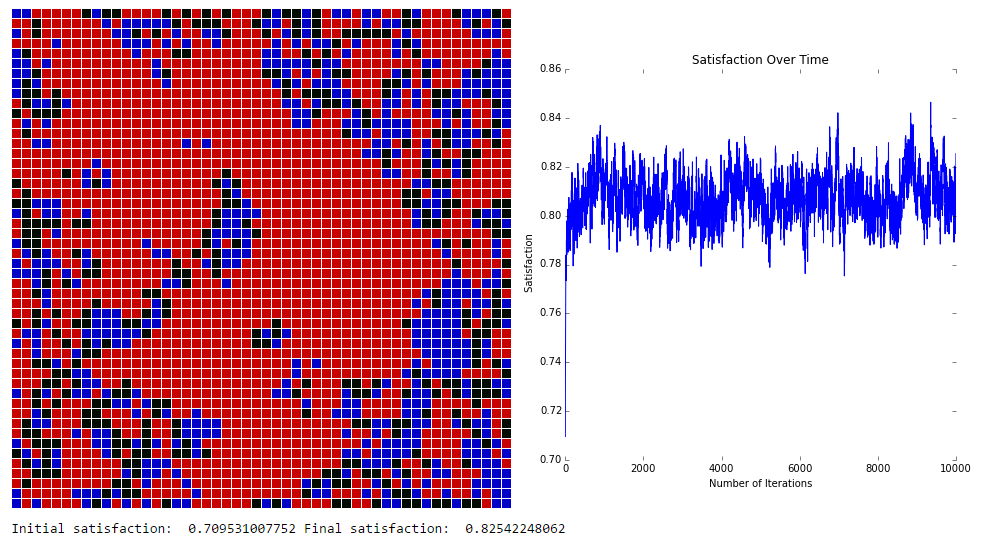 Satisfaction Over Time
0.86
0.84
0.82
0.80
0.78
0.76
0.74
0.72
0.70
Satisfaction
0 2000 4000 6000 8000 10000
Number of Iterations
Initial satisfaction: 0.709531007752 Final satisfaction: 0.82542248062